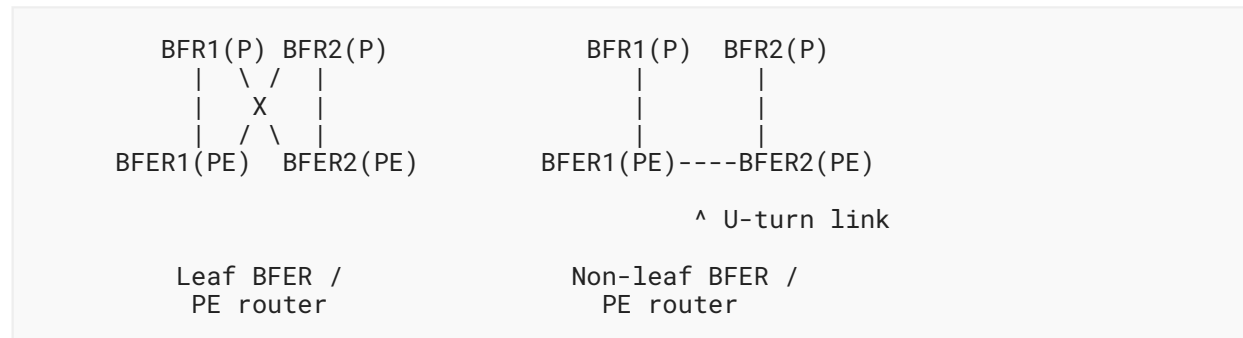 BFR1(P) BFR2(P)                BFR1(P)  BFR2(P)
|  \ /  |                       |        |
|   X   |                       |        |
|  / \  |                       |        |
BFER1(PE)  BFER2(PE)         BFER1(PE)----BFER2(PE)
^ U-turn link
Leaf BFER /                Non-leaf BFER /
PE router                    PE router